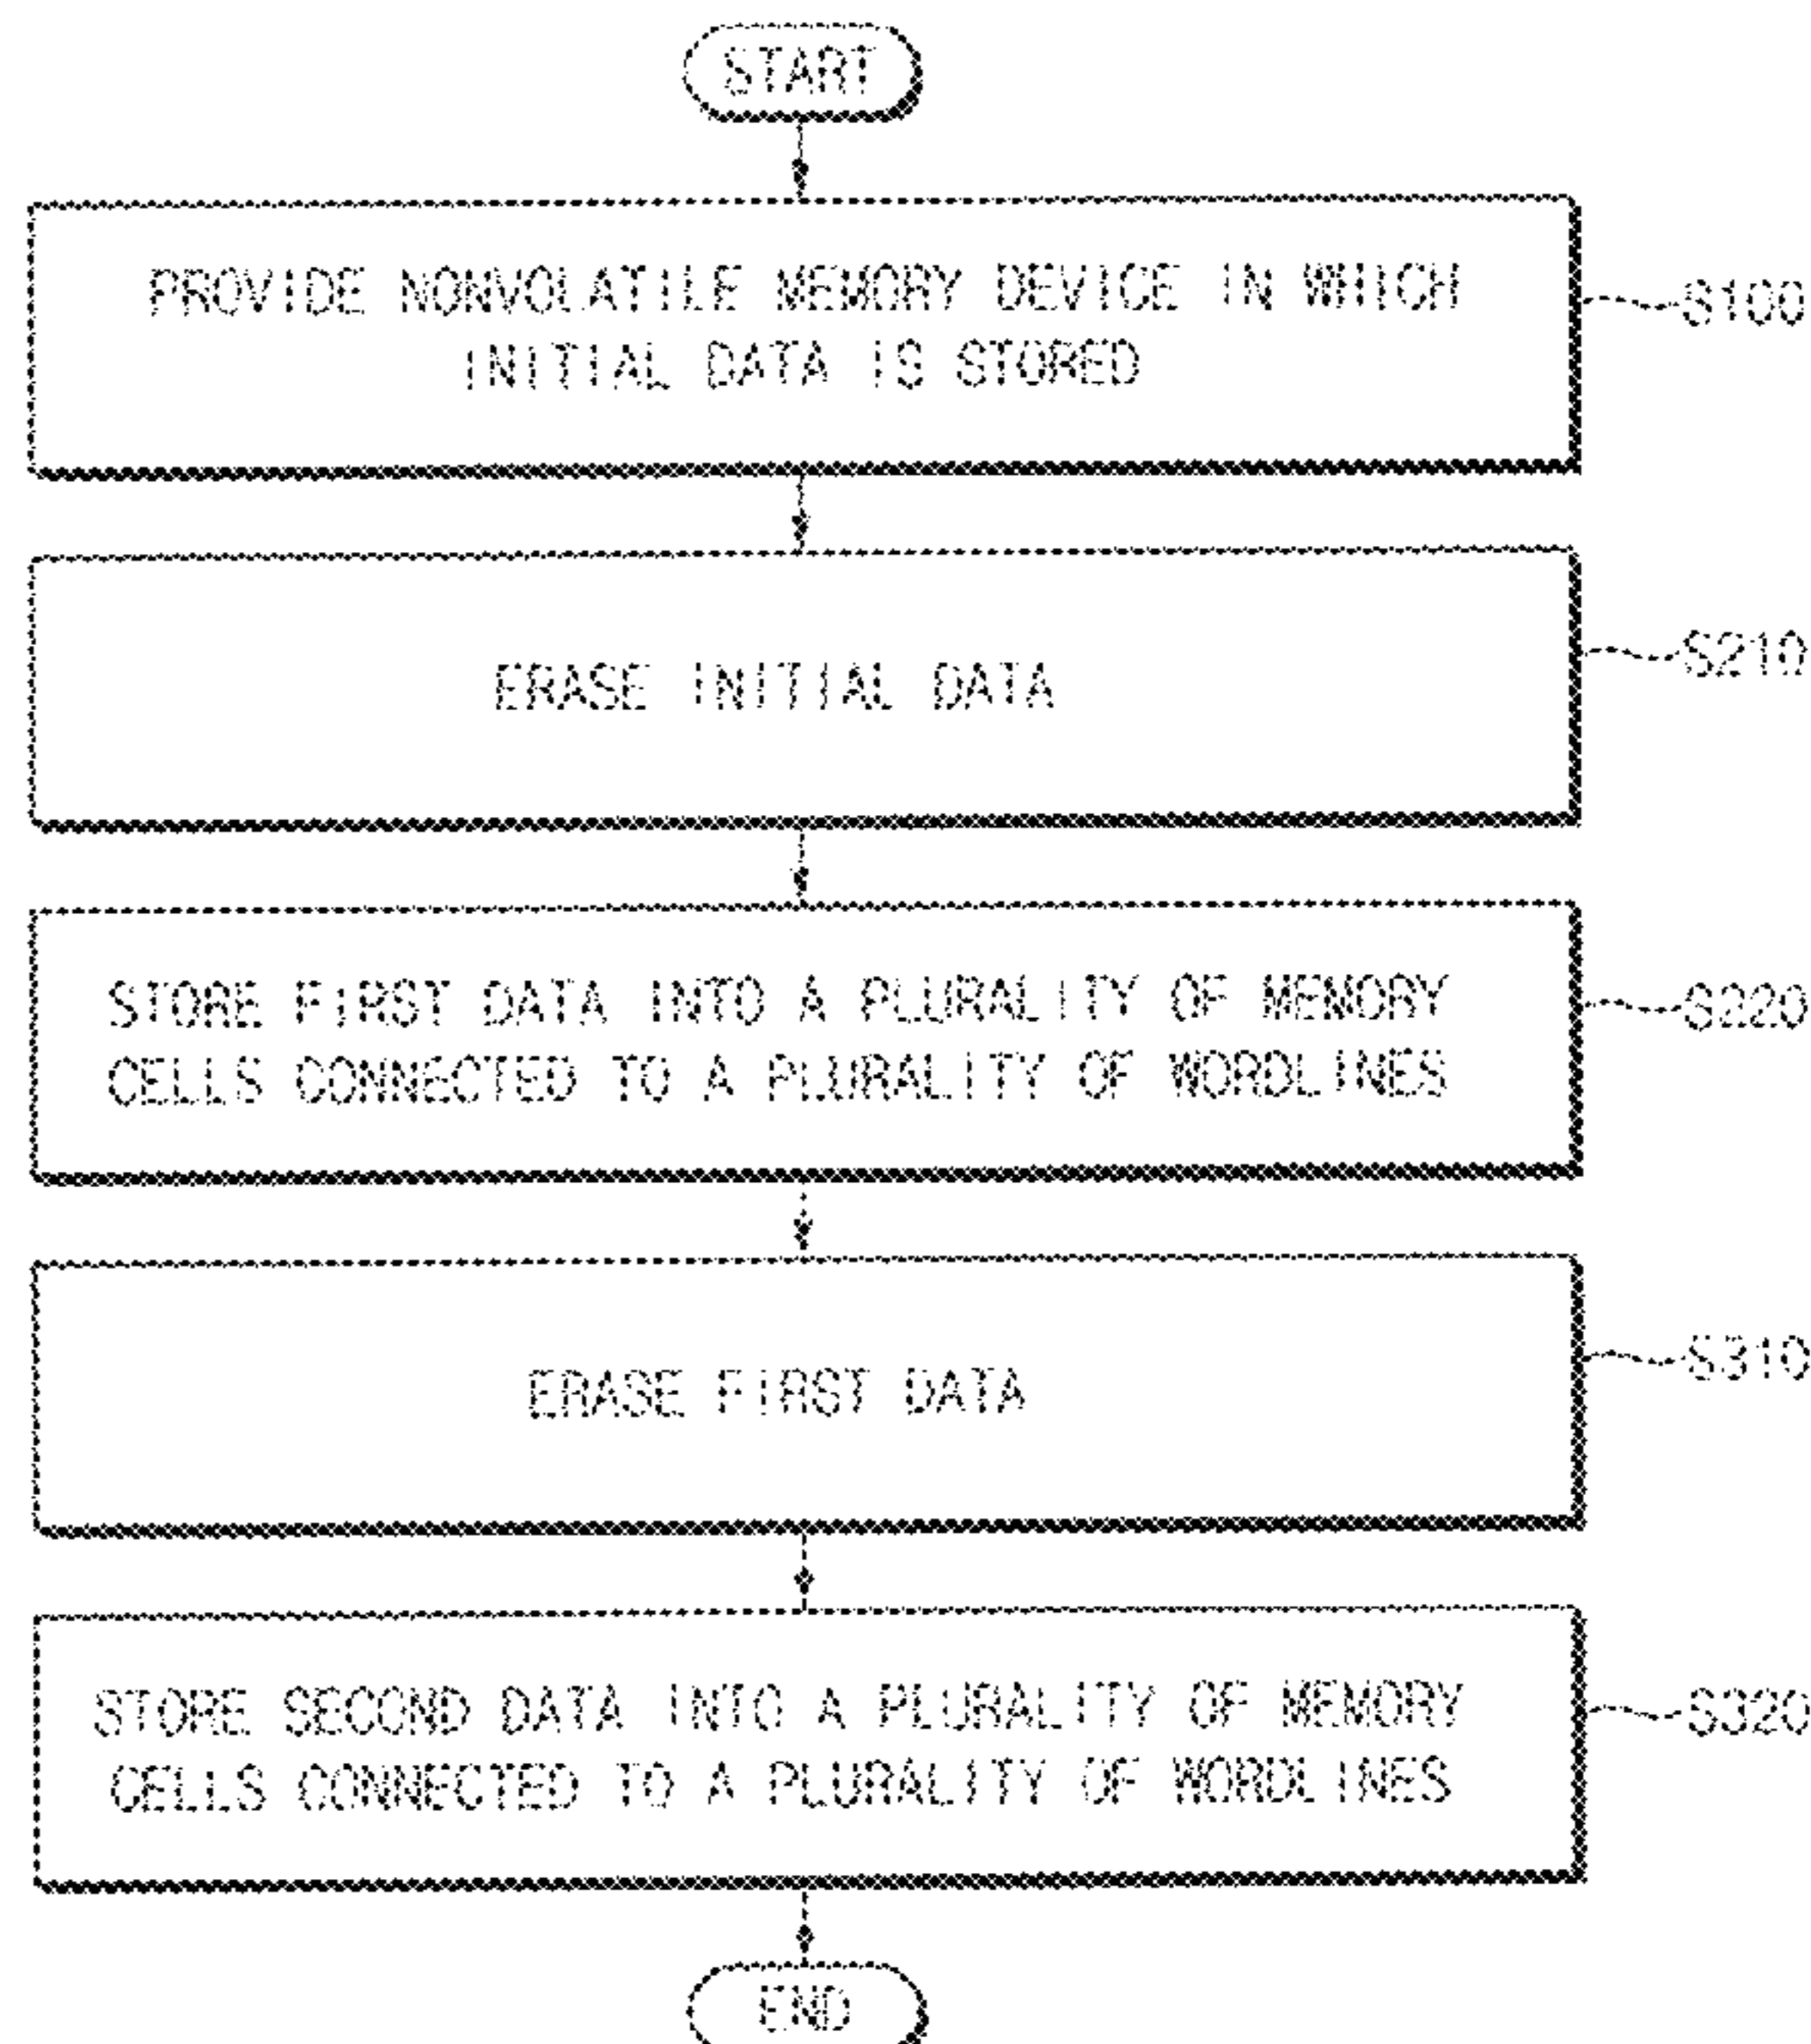 START
PROVIDE NONVOLATILE MEMORY DEVICE IN WHICH
INITIAL DATA IS STORED
S100
ERASE INITIAL DATA
S210
STORE FIRST DATA INTO A PLURALITY OF MEMORY
CELLS CONNECTED TO A PLURALITY OF WORDLINES
S220
ERASE FIRST DATA
S310
STORE SECOND DATA INTO A PLURALITY OF MEMORY
CELLS CONNECTED TO A PLURALITY OF WORDLINES
S320
END